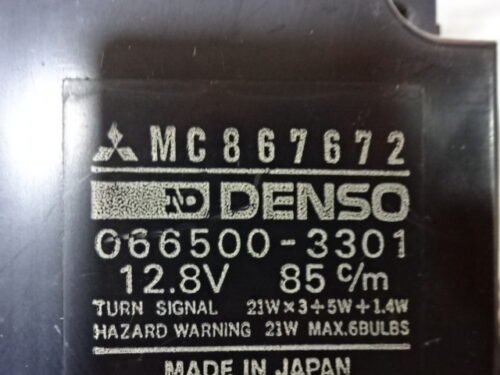 MC867672
ND DENSO
066500-3301
12.8V 85 c/m
TURN SIGNAL 21W×3÷5W÷1.4W
HAZARD WARNING 21W MAX.6BULBS
MADE IN JAPAN